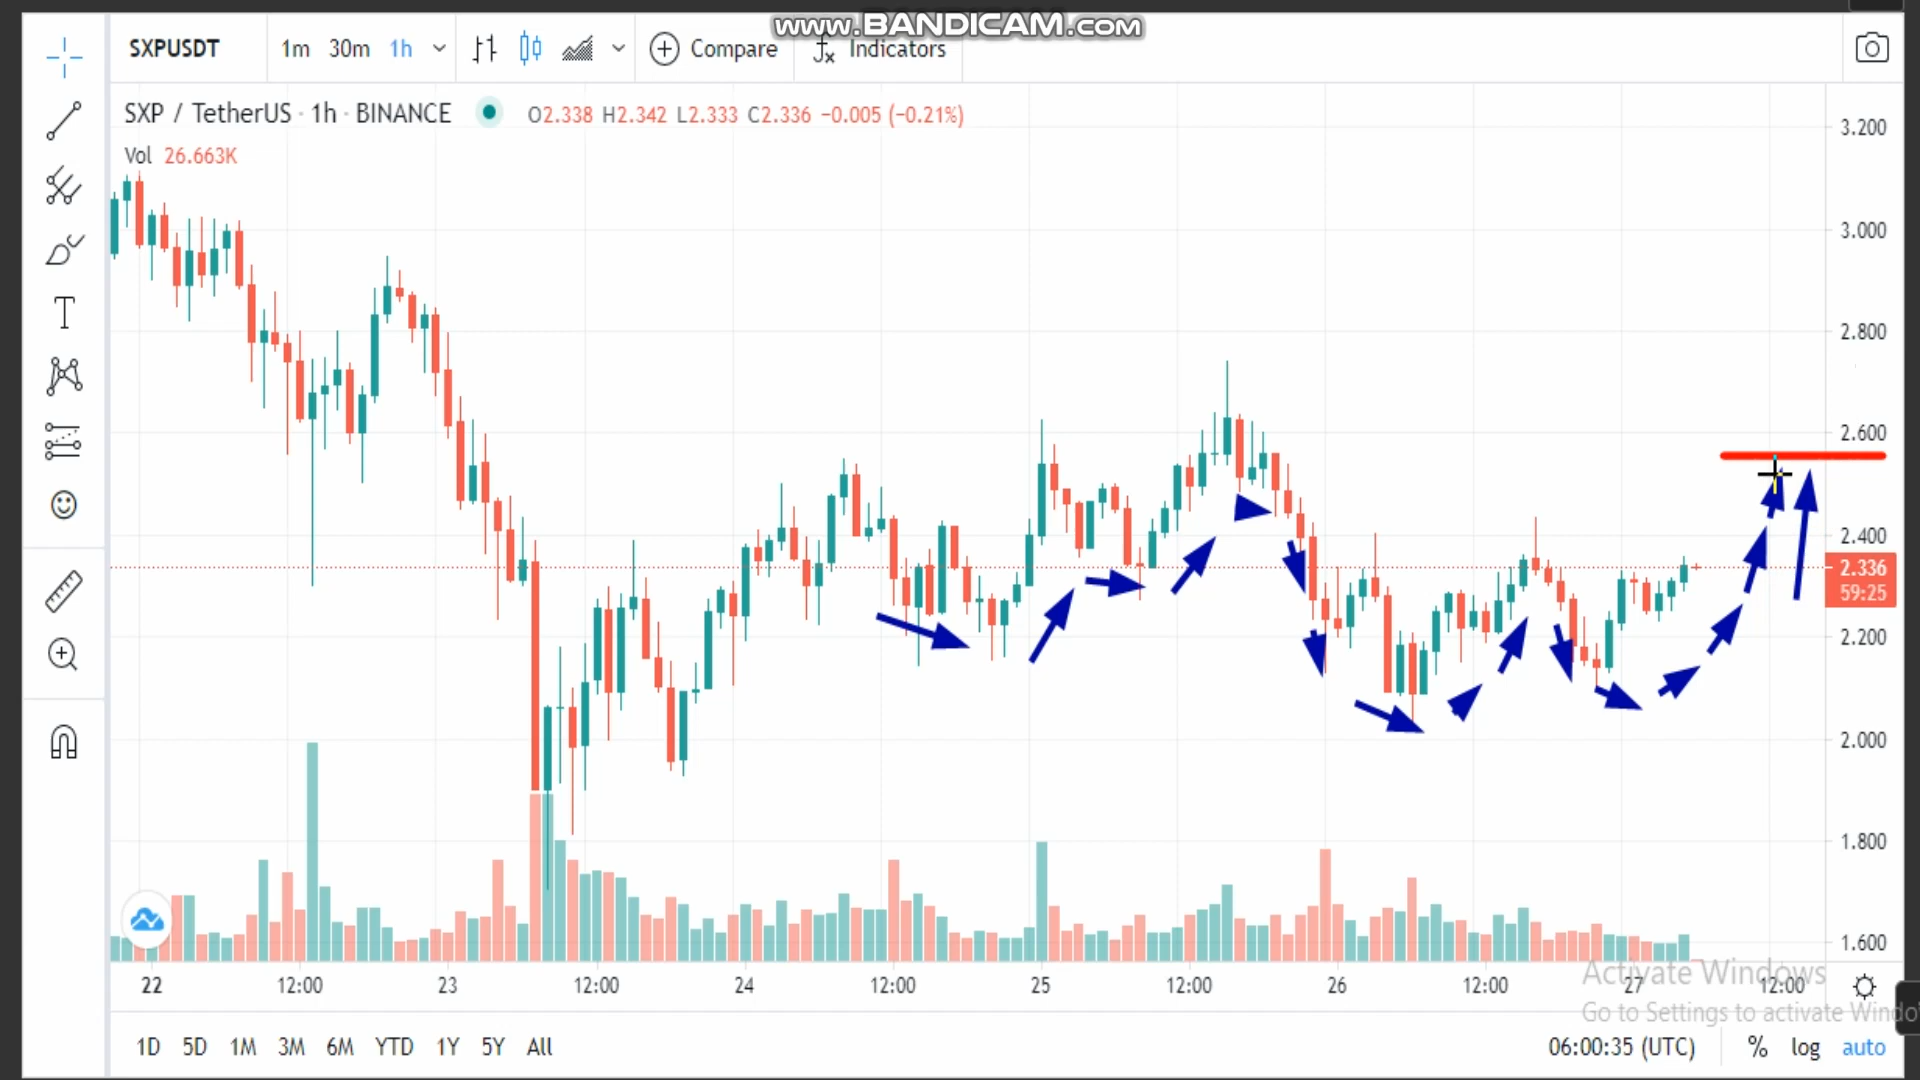 www.BANDICAM.com
SXPUSDT 1m 30m 1h Compare Indicators
SXP / TetherUS · 1h · BINANCE O2.338 H2.342 L2.333 C2.336 −0.005 (−0.21%)
Vol 26.663K
3.200
3.000
2.800
2.600
2.400
2.336
59:25
2.200
2.000
1.800
1.600
22 12:00 23 12:00 24 12:00 25 12:00 26 12:00 27 12:00
Activate Windows
Go to Settings to activate Windo
1D 5D 1M 3M 6M YTD 1Y 5Y All 06:00:35 (UTC) % log auto